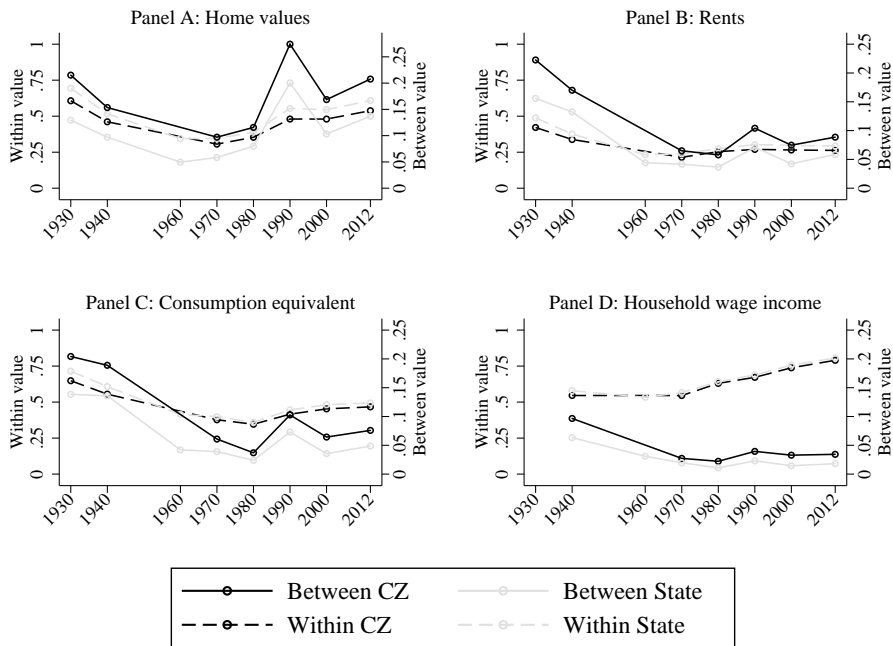 Panel A: Home values
Within value
0 .25 .5 .75 1
Between value
0 .05 .1 .15 .2 .25
1930 1940 1960 1970 1980 1990 2000 2012
Panel B: Rents
Within value
0 .25 .5 .75 1
Between value
0 .05 .1 .15 .2 .25
1930 1940 1960 1970 1980 1990 2000 2012
Panel C: Consumption equivalent
Within value
0 .25 .5 .75 1
Between value
0 .05 .1 .15 .2 .25
1930 1940 1960 1970 1980 1990 2000 2012
Panel D: Household wage income
Within value
0 .25 .5 .75 1
Between value
0 .05 .1 .15 .2 .25
1930 1940 1960 1970 1980 1990 2000 2012
Between CZ Between State
Within CZ Within State